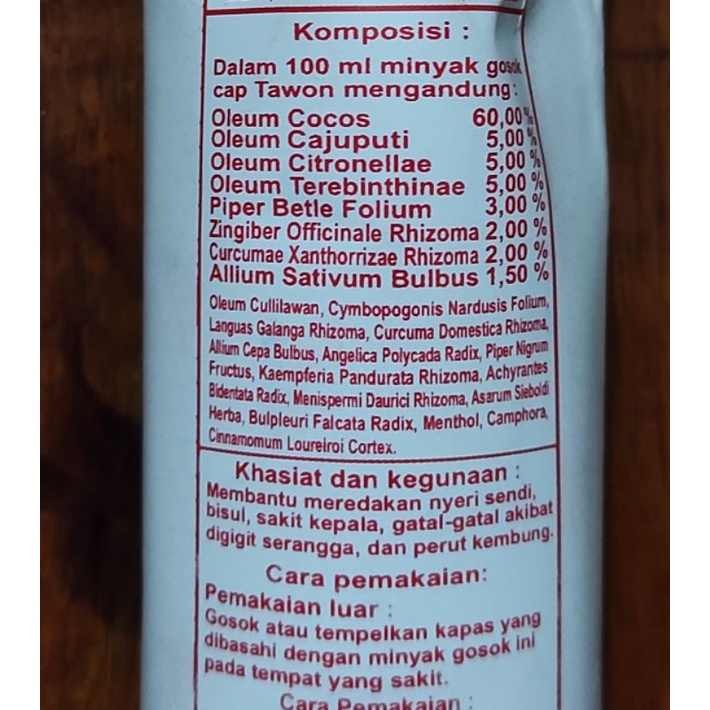 Komposisi :
Dalam 100 ml minyak gosok
cap Tawon mengandung:
Oleum Cocos 60,00%
Oleum Cajuputi 5,00%
Oleum Citronellae 5,00 %
Oleum Terebinthinae 5,00 %
Piper Betle Folium 3,00 %
Zingiber Officinale Rhizoma 2,00 %
Curcumae Xanthorrizae Rhizoma 2,00 %
Allium Sativum Bulbus 1,50 %
Oleum Cullilawan, Cymbopogonis Nardusis Folium,
Languas Galanga Rhizoma, Curcuma Domestica Rhizoma,
Allium Cepa Bulbus, Angelica Polycada Radix, Piper Nigrum
Fructus, Kaempferia Pandurata Rhizoma, Achyrantes
Bidentata Radix, Menispermi Daurici Rhizoma, Asarum Sieboldi
Herba, Bulpleuri Falcata Radix, Menthol, Camphora,
Cinnamomum Loureiroi Cortex.
Khasiat dan kegunaan :
Membantu meredakan nyeri sendi,
bisul, sakit kepala, gatal-gatal akibat
digigit serangga, dan perut kembung.
Cara pemakaian:
Pemakaian luar :
Gosok atau tempelkan kapas yang
dibasahi dengan minyak gosok ini
pada tempat yang sakit.
Cara Pemakaian :